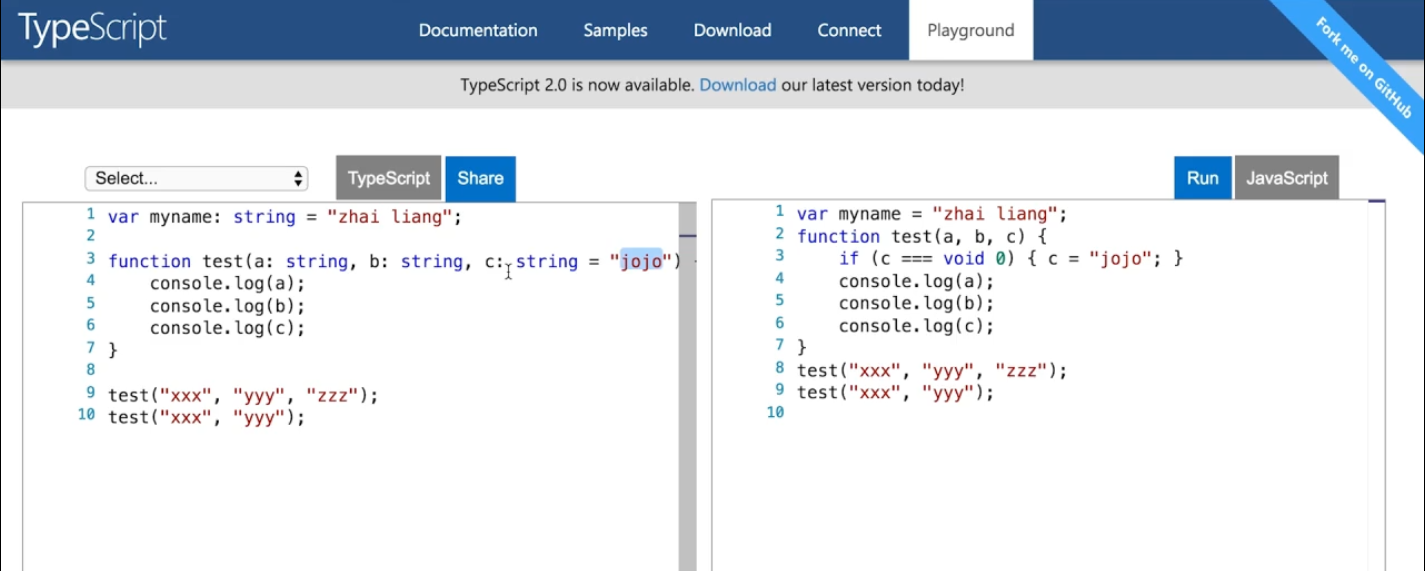 TypeScript
Documentation Samples Download Connect Playground
Fork me on GitHub
TypeScript 2.0 is now available. Download our latest version today!
Select... TypeScript Share
Run JavaScript
1 var myname: string = "zhai liang";
2
3 function test(a: string, b: string, c: string = "jojo")
4 console.log(a);
5 console.log(b);
6 console.log(c);
7 }
8
9 test("xxx", "yyy", "zzz");
10 test("xxx", "yyy");
1 var myname = "zhai liang";
2 function test(a, b, c) {
3 if (c === void 0) { c = "jojo"; }
4 console.log(a);
5 console.log(b);
6 console.log(c);
7 }
8 test("xxx", "yyy", "zzz");
9 test("xxx", "yyy");
10